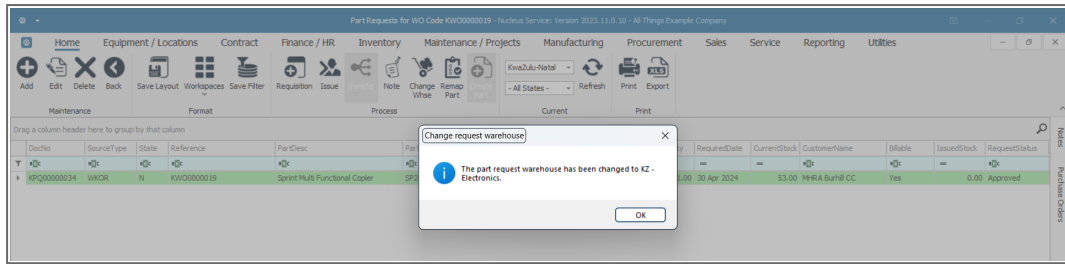 Part Requests for WO Code KWO0000019 - Nucleus Service: Version 2023.11.0.10 - All Things Example Company
Home Equipment / Locations Contract Finance / HR Inventory Maintenance / Projects Manufacturing Procurement Sales Service Reporting Utilities
KwaZulu-Natal
- All States -
Add Edit Delete Back Save Layout Workspaces Save Filter Requisition Issue Transfer Note Change Whse Remap Part Create Part Refresh Print Export
Maintenance Format Process Current Print
Drag a column header here to group by that column
DocNo SourceType State Reference PartDesc RequiredDate CurrentStock CustomerName Billable IssuedStock RequestStatus
KPQ00000034 WKOR N KWO0000019 Sprint Multi Functional Copier 30 Apr 2024 53.00 MHRA Burhill CC Yes 0.00 Approved
Change request warehouse
The part request warehouse has been changed to KZ -
Electronics.
OK
Notes
Purchase Orders